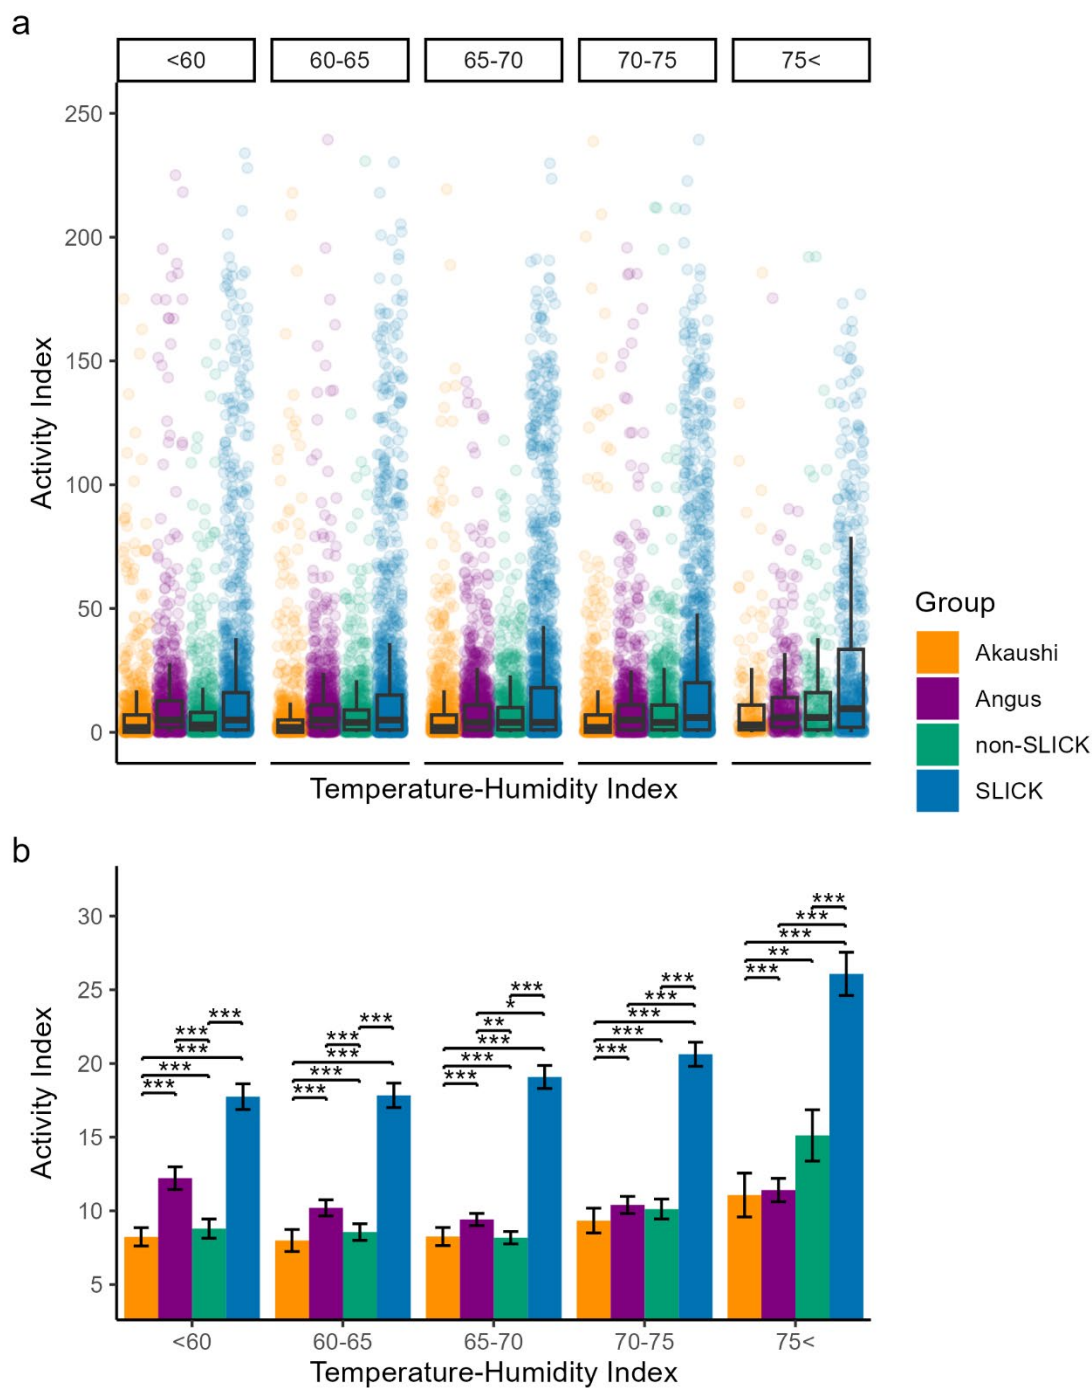 a
<60 60-65 65-70 70-75 75<
250
200
150
100
50
0
Activity Index
Temperature-Humidity Index
Group
Akaushi
Angus
non-SLICK
SLICK
b
30
25
20
15
10
5
Activity Index
*** *** *** *** ***
*** *** *** *** ***
*** *** *** *** ***
*** *** ** * ***
*** *** *** *** ***
*** *** ** *** ***
<60 60-65 65-70 70-75 75<
Temperature-Humidity Index